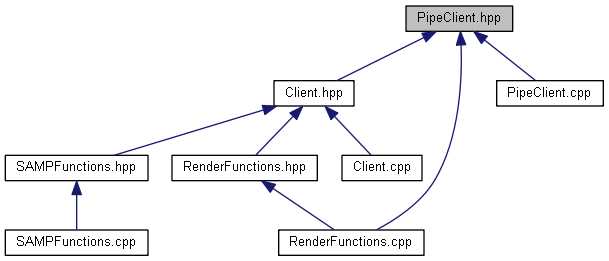 PipeClient.hpp
Client.hpp
PipeClient.cpp
SAMPFunctions.hpp
RenderFunctions.hpp
Client.cpp
SAMPFunctions.cpp
RenderFunctions.cpp